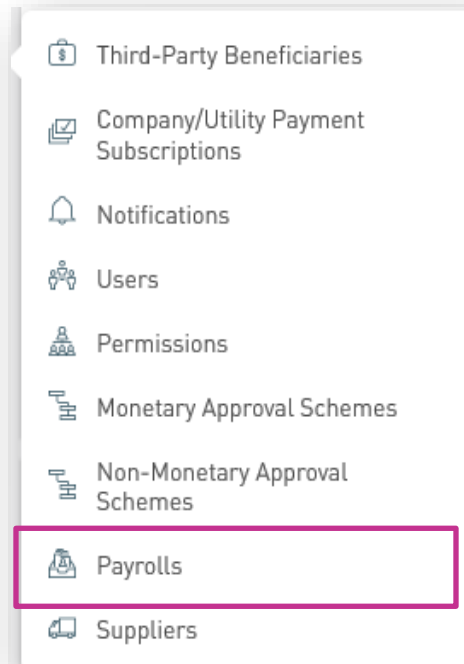 Third-Party Beneficiaries
Company/Utility Payment
Subscriptions
Notifications
Users
Permissions
Monetary Approval Schemes
Non-Monetary Approval
Schemes
Payrolls
Suppliers